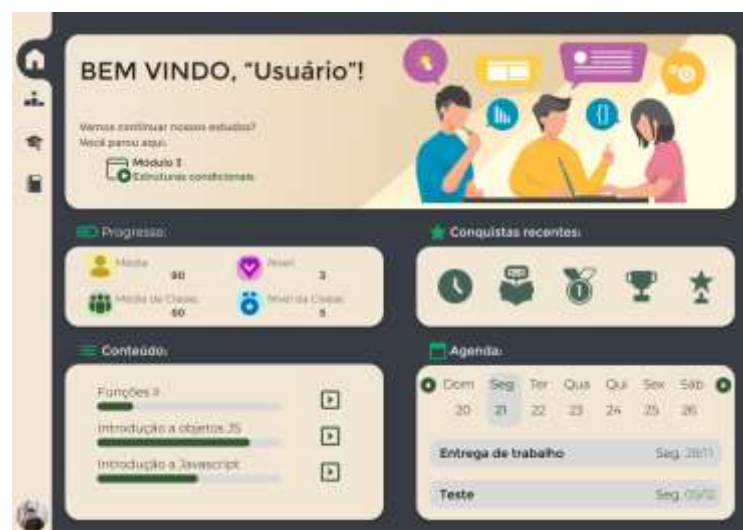 BEM VINDO, "Usuário"!
Vamos continuar nossos estudos?
Você parou aqui:
Módulo 3
Estruturas condicionais
Progresso:
Média
90
Nível
3
Média da Classe
60
Nível da Classe
5
Conquistas recentes:
1
Conteúdo:
Funções II
Introdução a objetos JS
Introdução a Javascript
Agenda:
Dom Seg Ter Qua Qui Sex Sáb
20 21 22 23 24 25 26
Entrega de trabalho Seg, 28/11
Teste Seg, 05/12